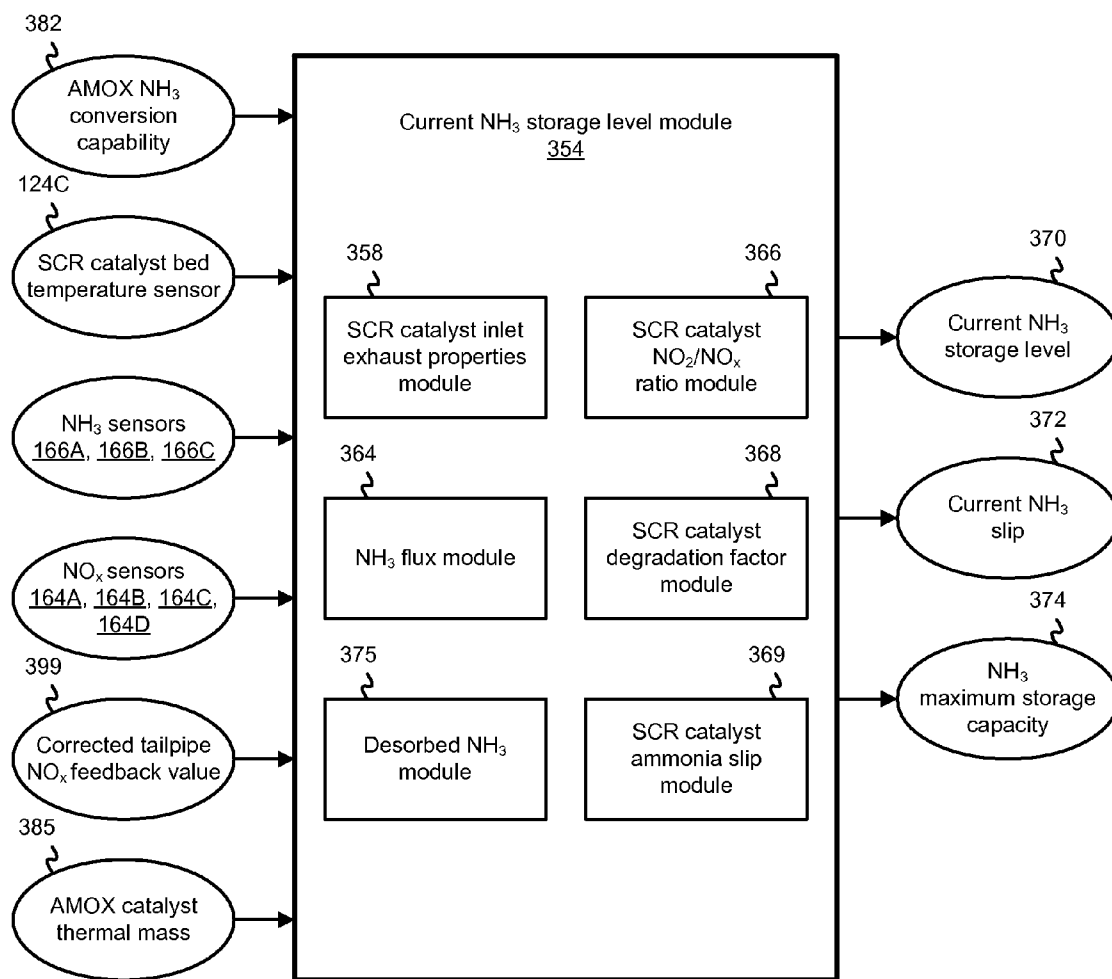 382
AMOX NH3
conversion
capability
124C
SCR catalyst bed
temperature sensor
NH3 sensors
166A, 166B, 166C
NOx sensors
164A, 164B, 164C,
164D
399
Corrected tailpipe
NOx feedback value
385
AMOX catalyst
thermal mass
Current NH3 storage level module
354
358
SCR catalyst inlet
exhaust properties
module
366
SCR catalyst
NO2/NOx
ratio module
364
NH3 flux module
368
SCR catalyst
degradation factor
module
375
Desorbed NH3
module
369
SCR catalyst
ammonia slip
module
370
Current NH3
storage level
372
Current NH3
slip
374
NH3
maximum storage
capacity